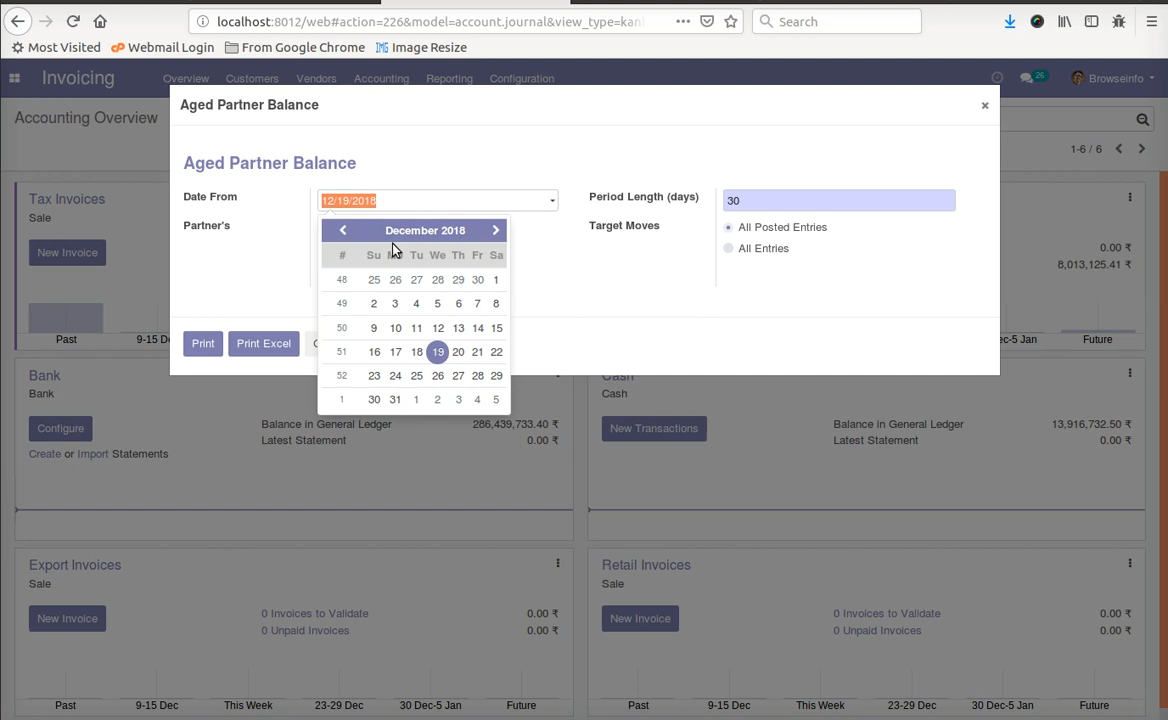 localhost:8012/web#action=226&model=account.journal&view_type=kan
Search
Most Visited
Webmail Login
From Google Chrome
Image Resize
Invoicing
Overview
Customers
Vendors
Accounting
Reporting
Configuration
26
Browseinfo
Accounting Overview
1-6 / 6
Aged Partner Balance
×
Aged Partner Balance
Date From
12/19/2018
Partner's
Period Length (days)
30
Target Moves
All Posted Entries
All Entries
Print
Print Excel
December 2018
# Su Tu We Th Fr Sa
48 25 26 27 28 29 30 1
49 2 3 4 5 6 7 8
50 9 10 11 12 13 14 15
51 16 17 18 19 20 21 22
52 23 24 25 26 27 28 29
1 30 31 1 2 3 4 5
Tax Invoices
Sale
New Invoice
0.00 ₹
8,013,125.41 ₹
Past
9-15 D
ec-5 Jan
Future
Bank
Bank
Configure
Create or Import Statements
Balance in General Ledger 286,439,733.40 ₹
Latest Statement 0.00 ₹
Cash
Cash
New Transactions
Balance in General Ledger 13,916,732.50 ₹
Latest Statement 0.00 ₹
Export Invoices
Sale
New Invoice
0 Invoices to Validate 0.00 ₹
0 Unpaid Invoices 0.00 ₹
Past 9-15 Dec This Week 23-29 Dec 30 Dec-5 Jan Future
Retail Invoices
Sale
New Invoice
0 Invoices to Validate 0.00 ₹
0 Unpaid Invoices 0.00 ₹
Past 9-15 Dec This Week 23-29 Dec 30 Dec-5 Jan Future